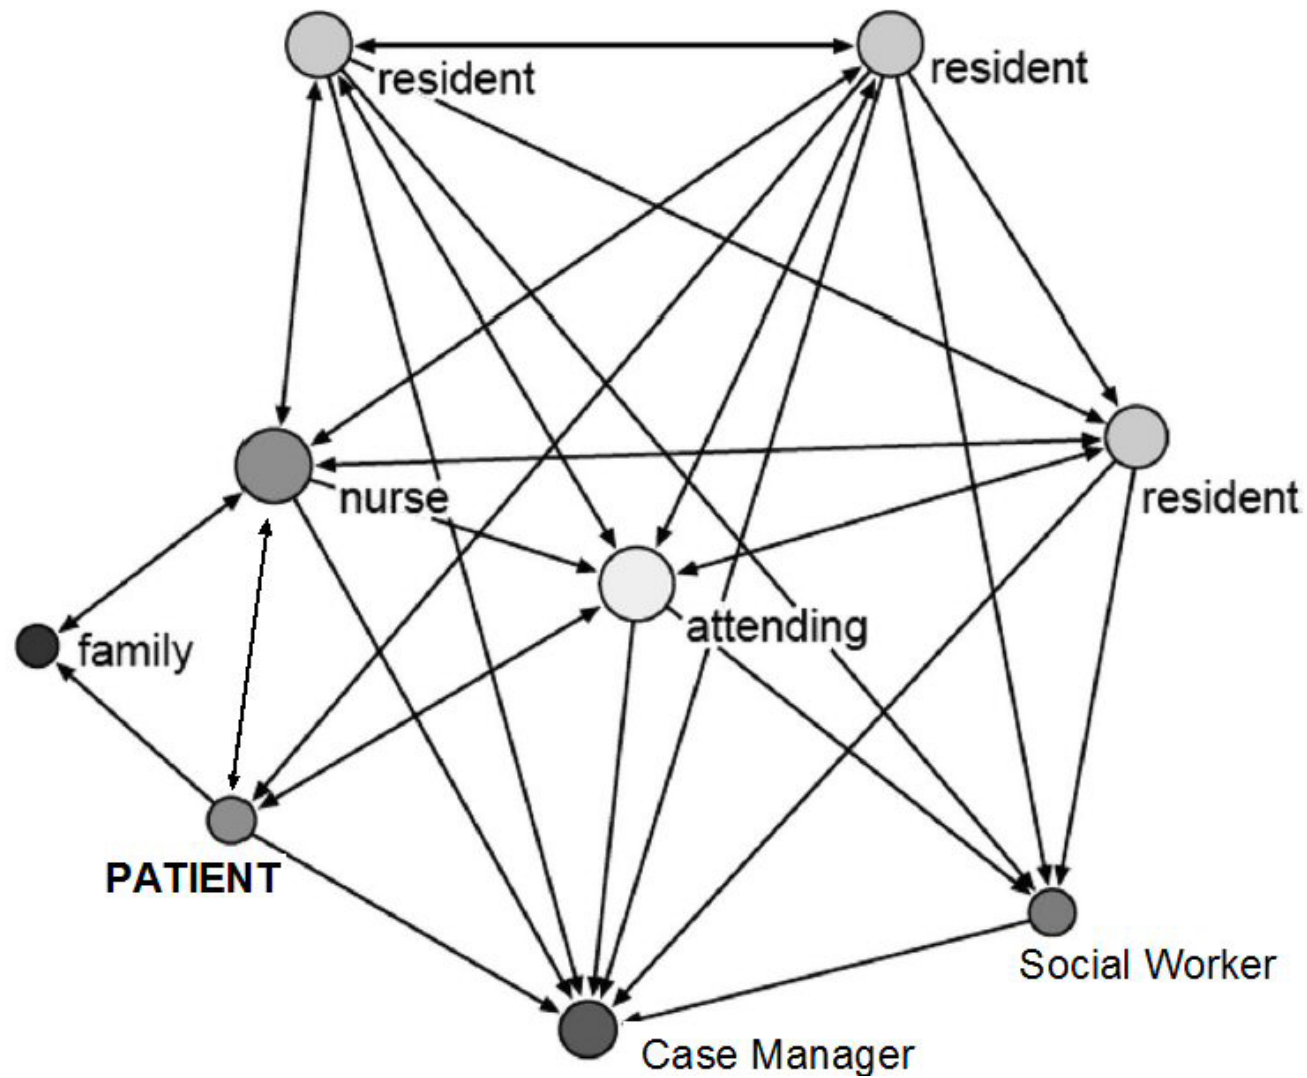 resident
resident
nurse
resident
attending
family
PATIENT
Social Worker
Case Manager